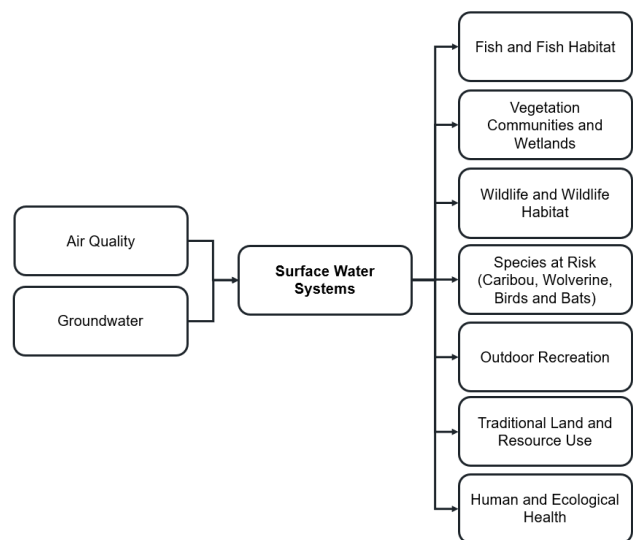 Air Quality
Groundwater
Surface Water
Systems
Fish and Fish Habitat
Vegetation
Communities and
Wetlands
Wildlife and Wildlife
Habitat
Species at Risk
(Caribou, Wolverine,
Birds and Bats)
Outdoor Recreation
Traditional Land and
Resource Use
Human and Ecological
Health